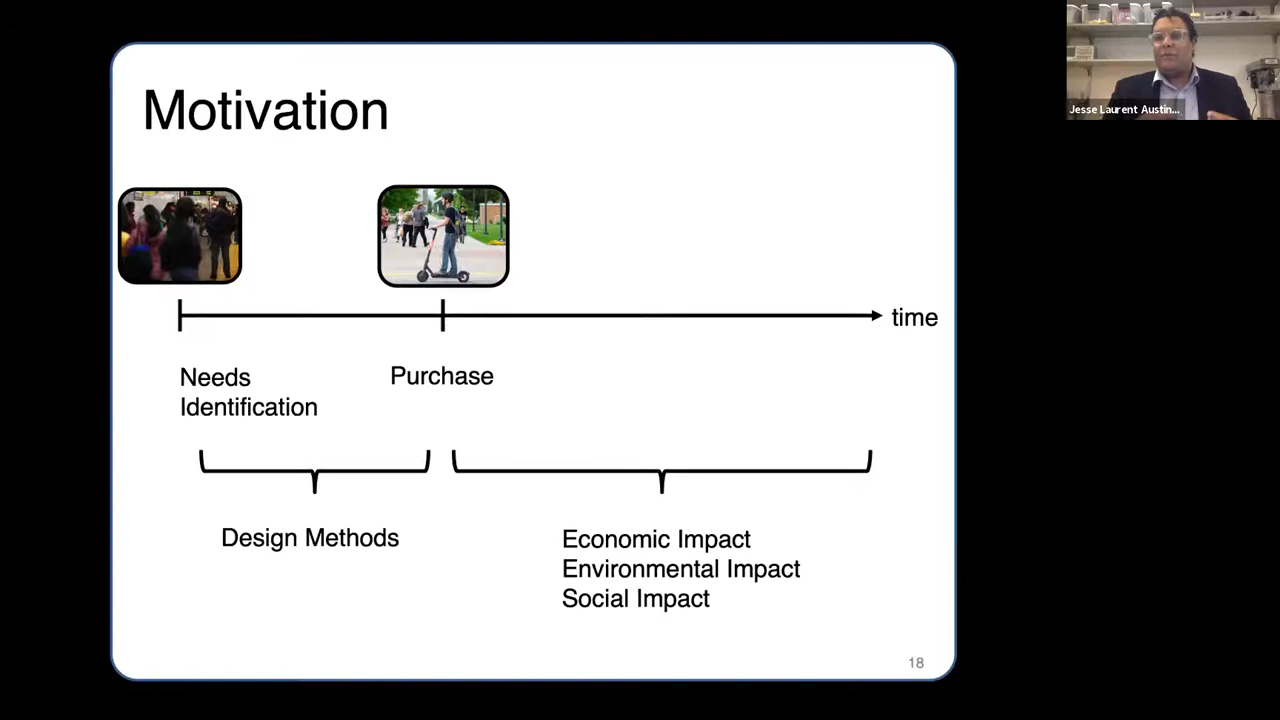 Motivation
Jesse Laurent Austin...
time
Needs
Identification
Purchase
Design Methods
Economic Impact
Environmental Impact
Social Impact
18